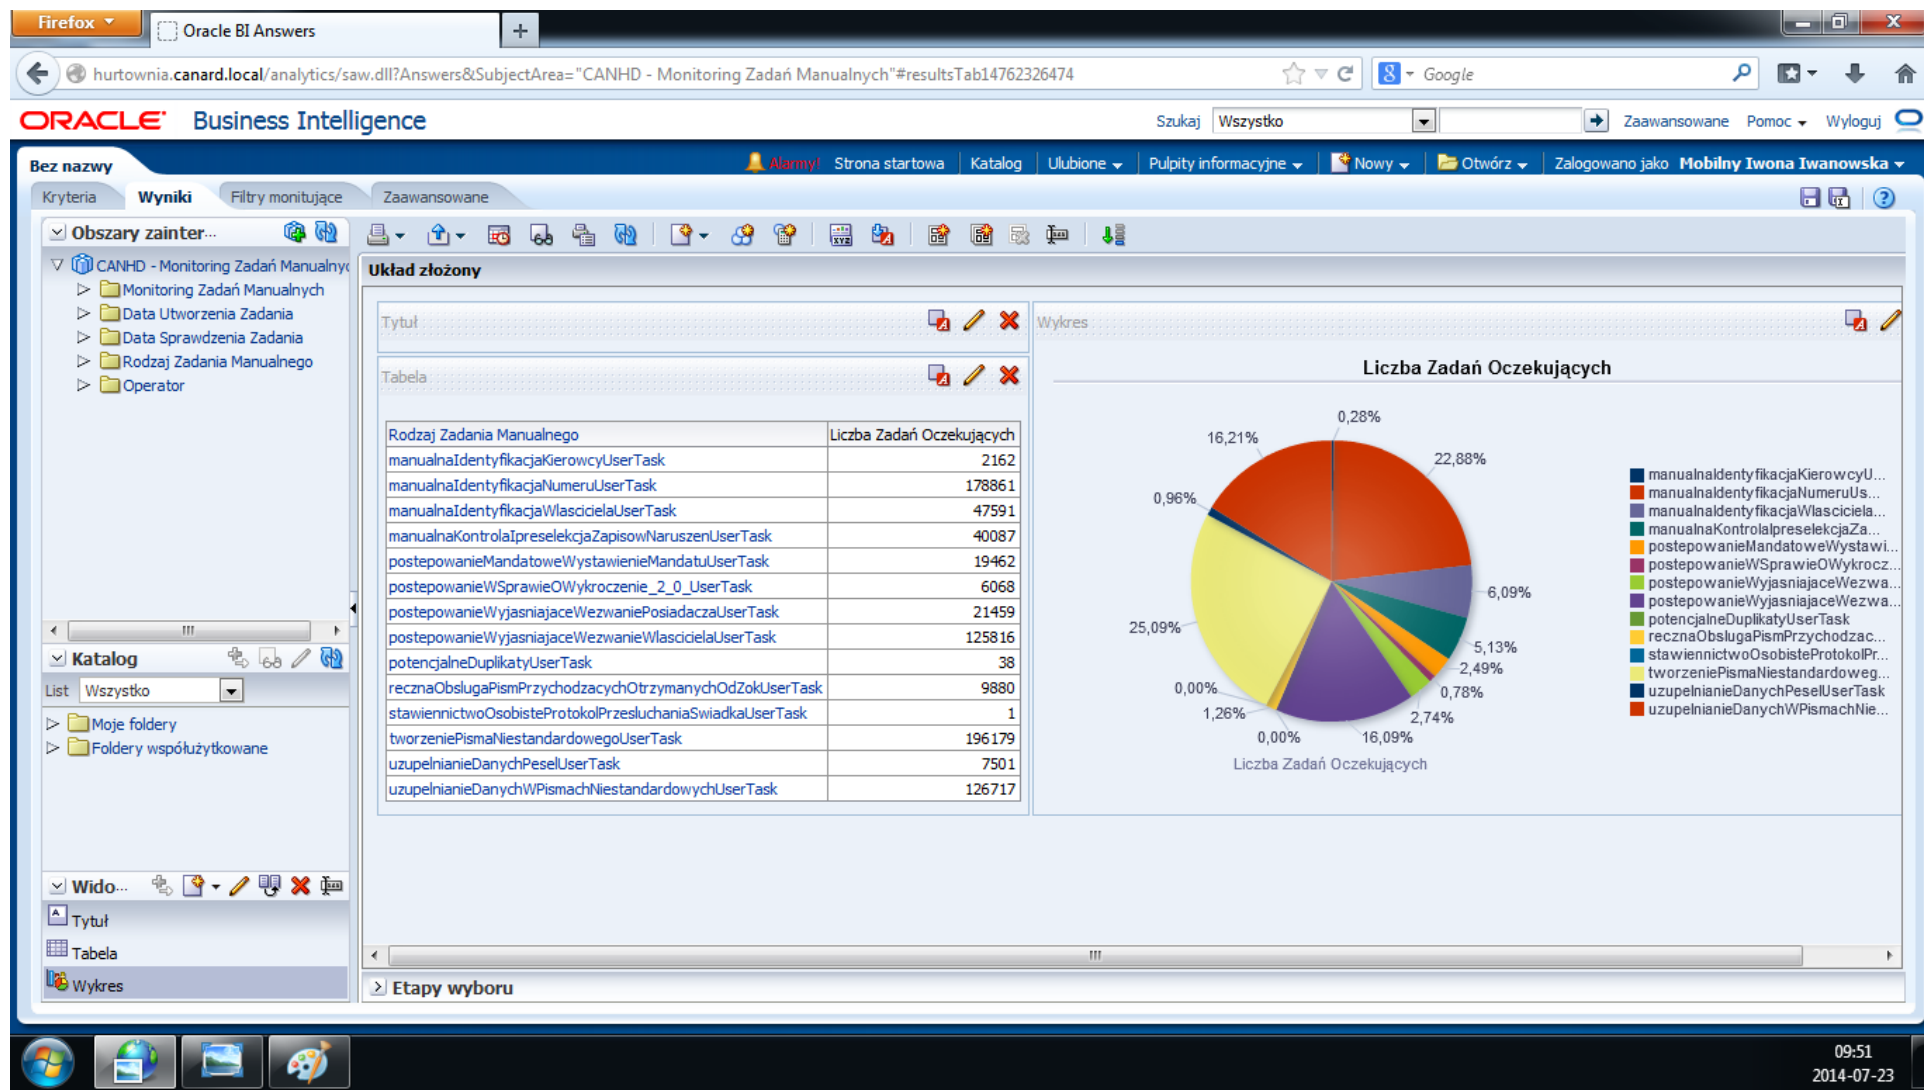 Firefox
Oracle BI Answers
hurtownia.canard.local/analytics/saw.dll?Answers&SubjectArea="CANHD - Monitoring Zadań Manualnych"#resultsTab14762326474
Google
ORACLE Business Intelligence
Szukaj Wszystko Zaawansowane Pomoc Wyloguj
Bez nazwy
Alarmy! Strona startowa Katalog Ulubione Pulpity informacyjne Nowy Otwórz Zalogowano jako Mobilny Iwona Iwanowska
Kryteria Wyniki Filtry monitujące Zaawansowane
Obszary zainter...
CANHD - Monitoring Zadań Manualny
Monitoring Zadań Manualnych
Data Utworzenia Zadania
Data Sprawdzenia Zadania
Rodzaj Zadania Manualnego
Operator
Katalog
List Wszystko
Moje foldery
Foldery współużytkowane
Wido...
Tytuł
Tabela
Wykres
Układ złożony
Tytuł
Tabela
Rodzaj Zadania Manualnego Liczba Zadań Oczekujących
manualnaIdentyfikacjaKierowcyUserTask 2162
manualnaIdentyfikacjaNumeruUserTask 178861
manualnaIdentyfikacjaWlascicielaUserTask 47591
manualnaKontrolaIpreselekcjaZapisowNaruszenUserTask 40087
postepowanieMandatoweWystawienieMandatuUserTask 19462
postepowanieWSprawieOWykroczenie_2_0_UserTask 6068
postepowanieWyjasniajaceWezwaniePosiadaczaUserTask 21459
postepowanieWyjasniajaceWezwanieWlascicielaUserTask 125816
potencjalneDuplikatyUserTask 38
recznaObslugaPismPrzychodzacychOtrzymanychOdZokUserTask 9880
stawiennictwoOsobisteProtokolPrzesluchaniaSwiadkaUserTask 1
tworzeniePismaNiestandardowegoUserTask 196179
uzupelnianieDanychPeselUserTask 7501
uzupelnianieDanychWPismachNiestandardowychUserTask 126717
Wykres
Liczba Zadań Oczekujących
0,28%
16,21%
22,88%
0,96%
6,09%
25,09%
5,13%
2,49%
0,00%
0,78%
1,26%
2,74%
0,00%
16,09%
Liczba Zadań Oczekujących
manualnaIdentyfikacjaKierowcyU...
manualnaIdentyfikacjaNumeruUs...
manualnaIdentyfikacjaWlasciciela...
manualnaKontrolaIpreselekcjaZa...
postepowanieMandatoweWystawi...
postepowanieWSprawieOWykrocz...
postepowanieWyjasniajaceWezwa...
postepowanieWyjasniajaceWezwa...
potencjalneDuplikatyUserTask
recznaObslugaPismPrzychodzac...
stawiennictwoOsobisteProtokolPr...
tworzeniePismaNiestandardoweg...
uzupelnianieDanychPeselUserTask
uzupelnianieDanychWPismachNie...
Etapy wyboru
09:51
2014-07-23